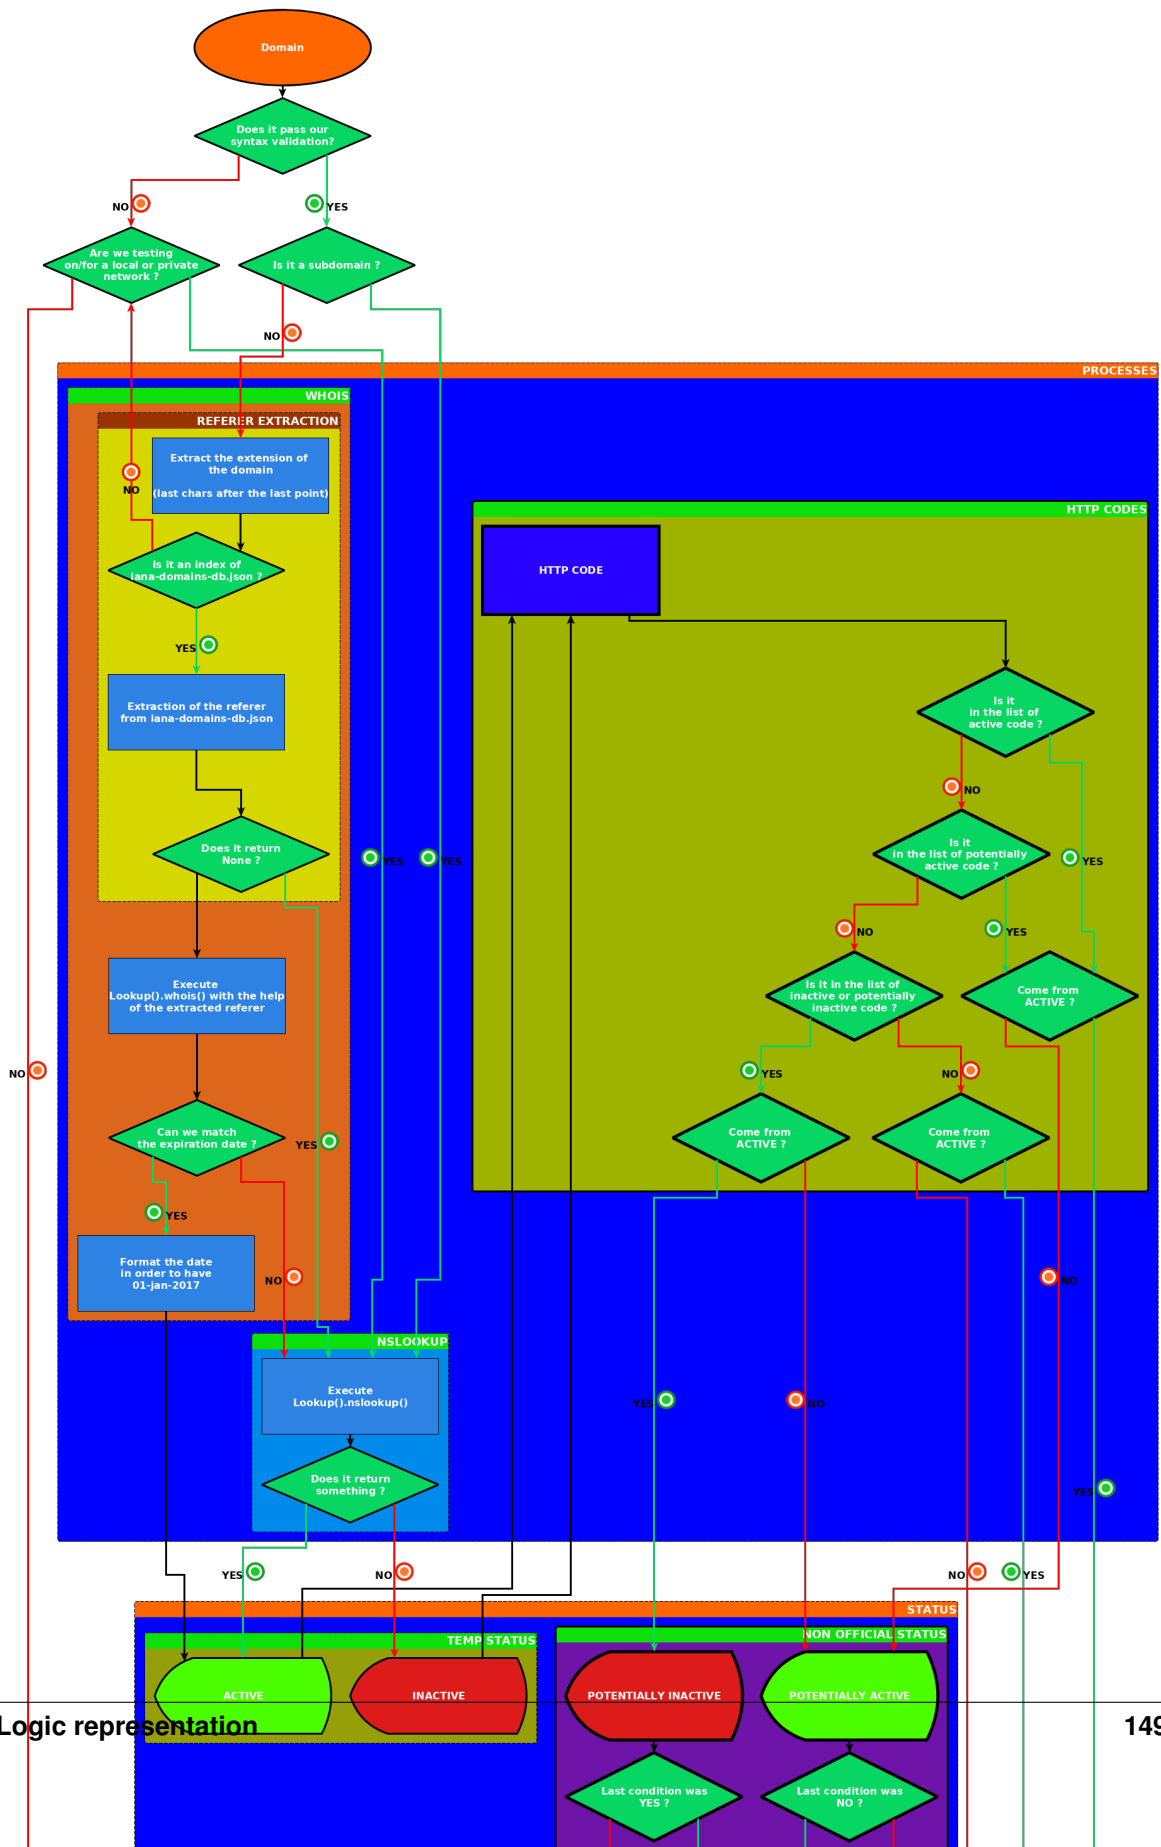 Domain
Does it pass our
syntax validation?
NO
YES
Are we testing
on/for a local or private
network ?
Is it a subdomain ?
NO
PROCESSES
WHOIS
REFERER EXTRACTION
Extract the extension of
the domain
(last chars after the last point)
NO
HTTP CODES
HTTP CODE
Is it an index of
iana-domains-db.json ?
YES
Extraction of the referer
from iana-domains-db.json
Is it
in the list of
active code ?
NO
Does it return
None ?
YES
YES
Is it
in the list of potentially
active code ?
YES
NO
YES
Execute
Lookup().whois() with the help
of the extracted referer
Is it in the list of
inactive or potentially
inactive code ?
Come from
ACTIVE ?
NO
YES
NO
Can we match
the expiration date ?
YES
Come from
ACTIVE ?
Come from
ACTIVE ?
YES
Format the date
in order to have
01-jan-2017
NO
NO
NSLOOKUP
Execute
Lookup().nslookup()
YES
NO
Does it return
something ?
YES
YES
NO
NO
YES
STATUS
TEMP STATUS
NON OFFICIAL STATUS
ACTIVE
INACTIVE
POTENTIALLY INACTIVE
POTENTIALLY ACTIVE
Logic representation
149
Last condition was
YES ?
Last condition was
NO ?